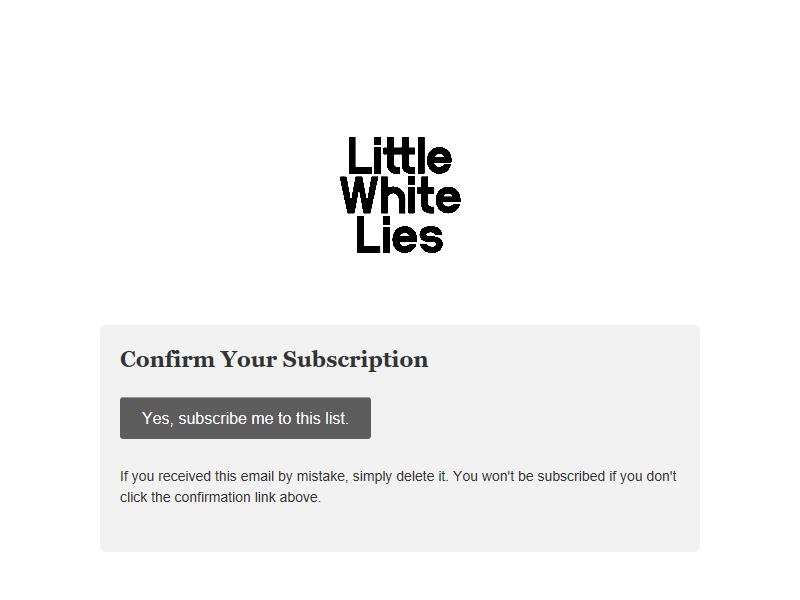 Little
White
Lies
Confirm Your Subscription
Yes, subscribe me to this list.
If you received this email by mistake, simply delete it. You won't be subscribed if you don't
click the confirmation link above.